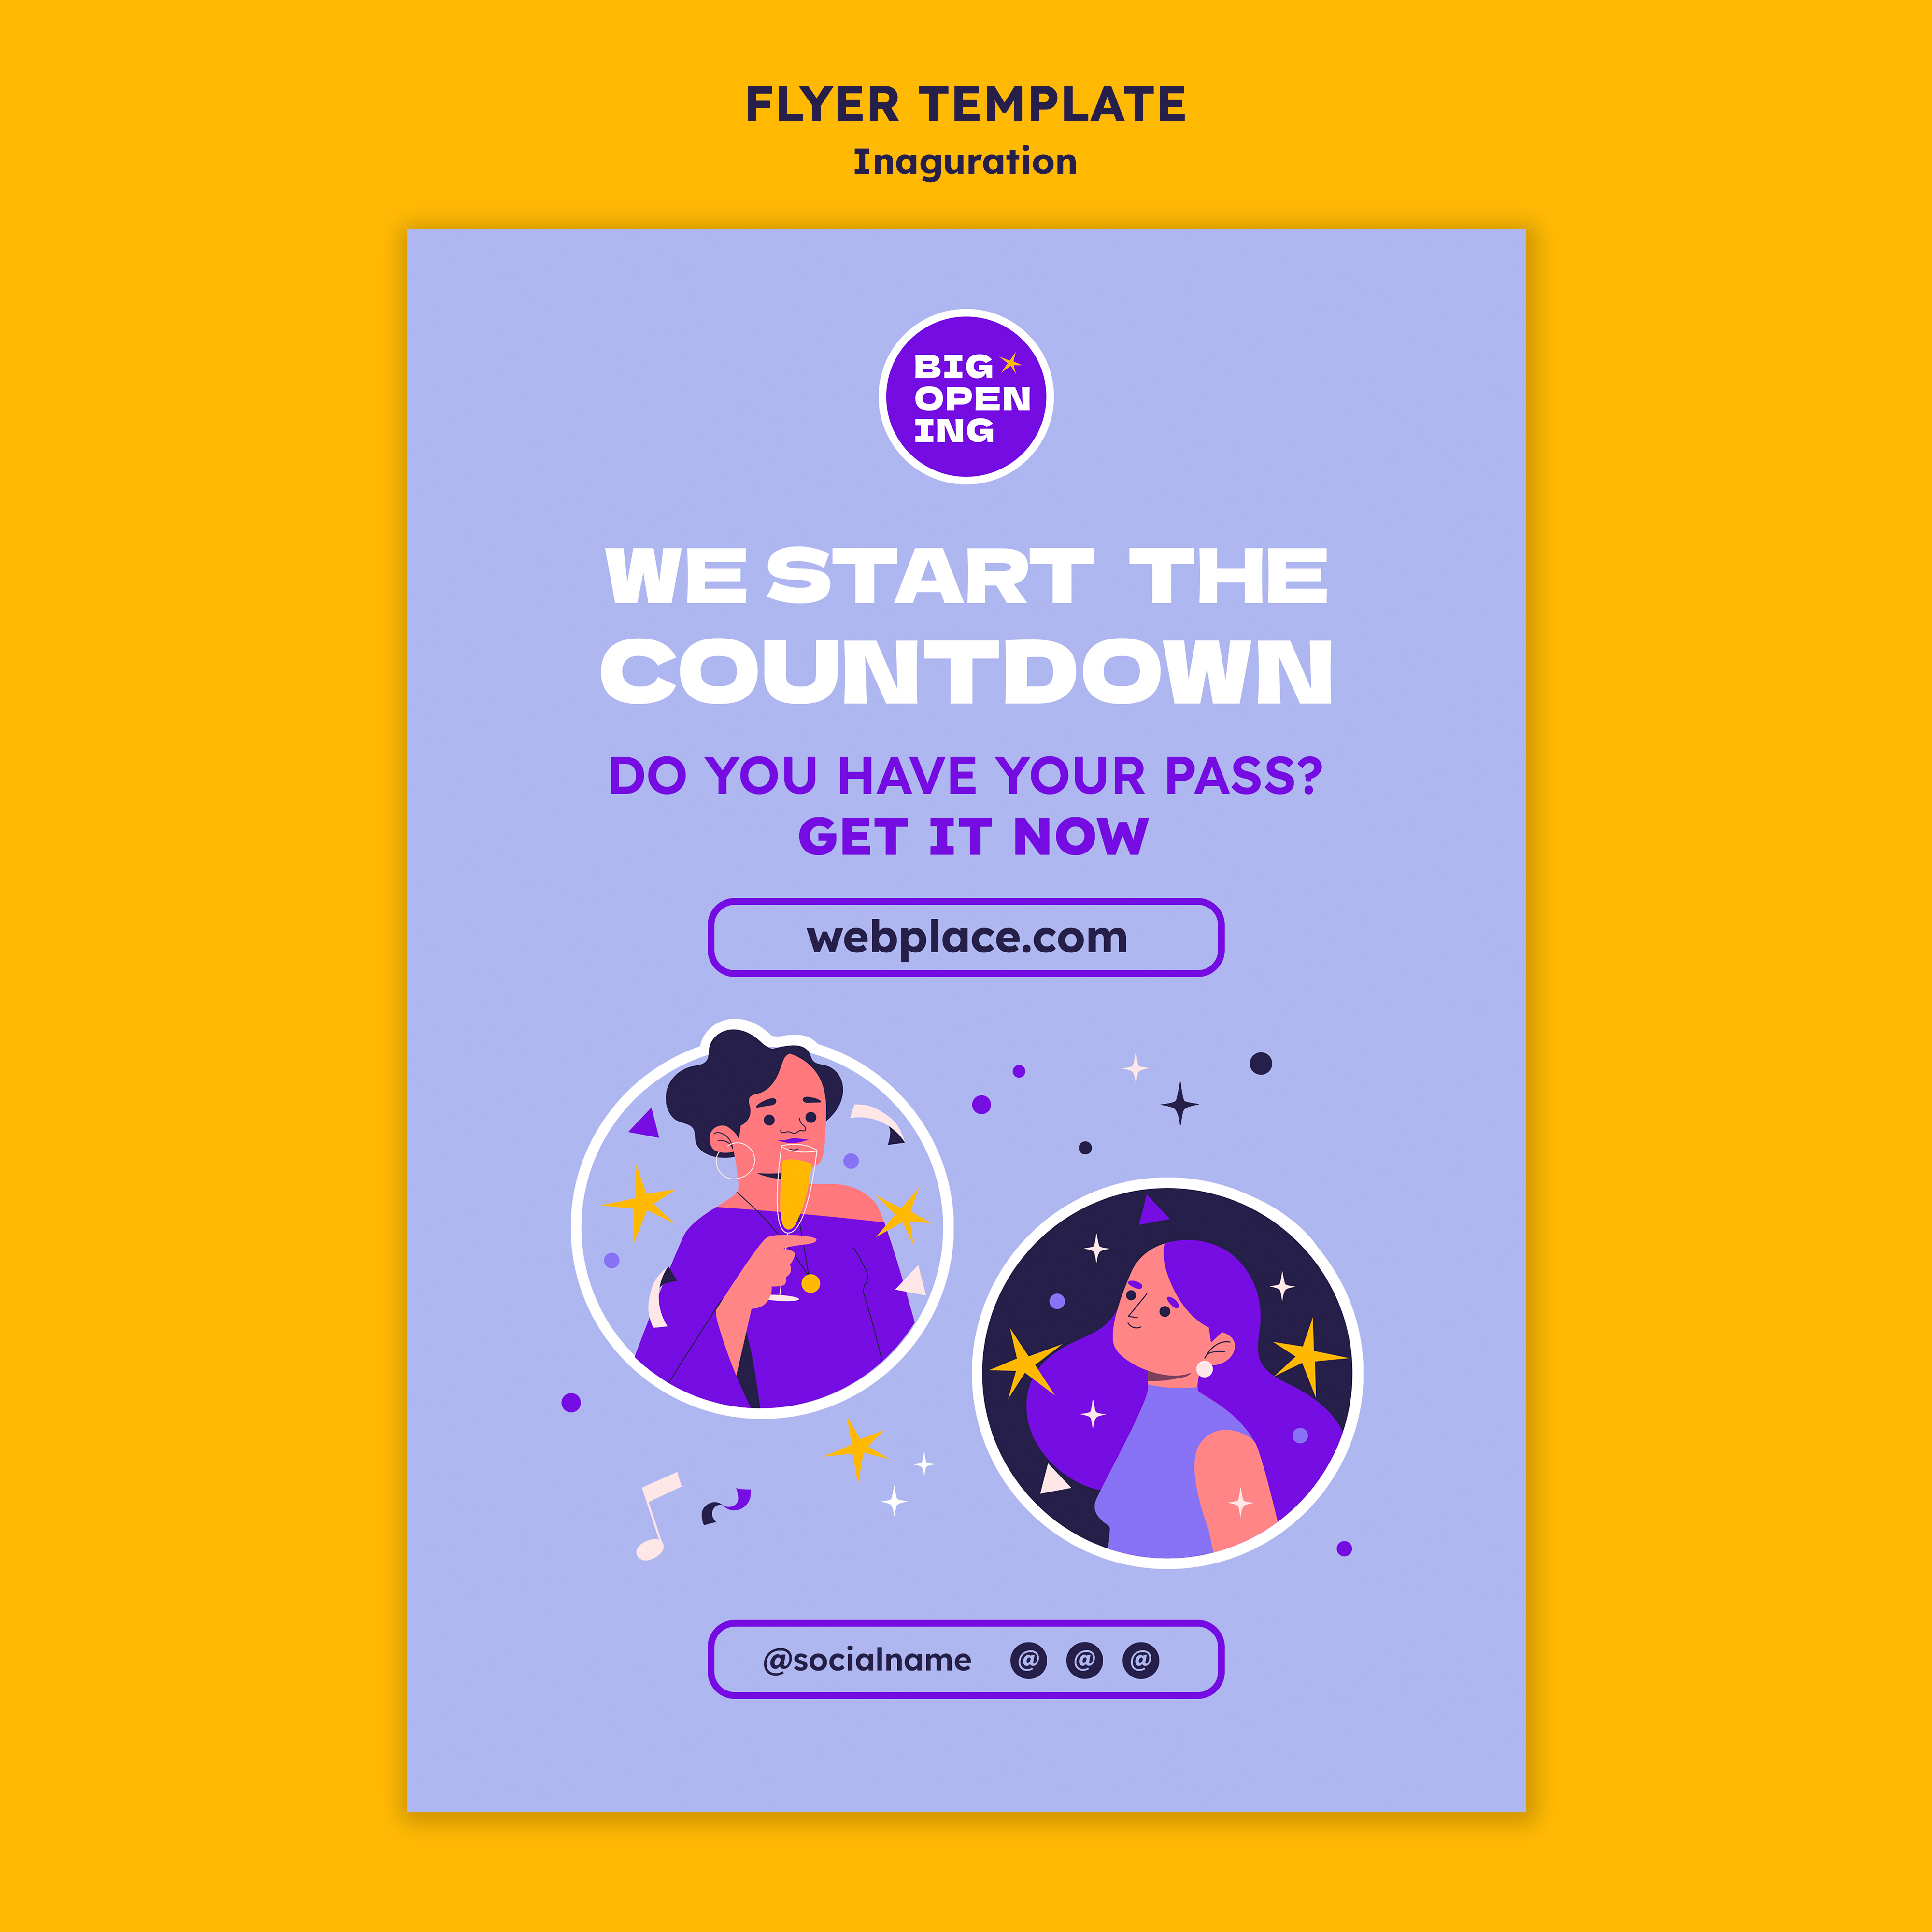 FLYER TEMPLATE
Inaguration
BIG
OPEN
ING
WE START THE
COUNTDOWN
DO YOU HAVE YOUR PASS?
GET IT NOW
webplace.com
@socialname @ @ @